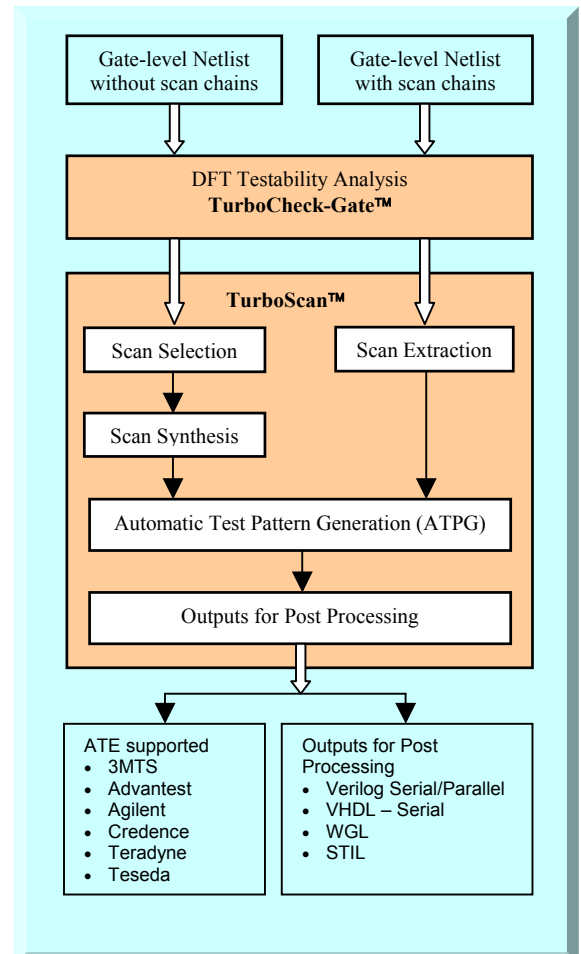 Gate-level Netlist
without scan chains
Gate-level Netlist
with scan chains
DFT Testability Analysis
TurboCheck-Gate™
TurboScan™
Scan Selection
Scan Extraction
Scan Synthesis
Automatic Test Pattern Generation (ATPG)
Outputs for Post Processing
ATE supported
• 3MTS
• Advantest
• Agilent
• Credence
• Teradyne
• Teseda
Outputs for Post
Processing
• Verilog Serial/Parallel
• VHDL – Serial
• WGL
• STIL